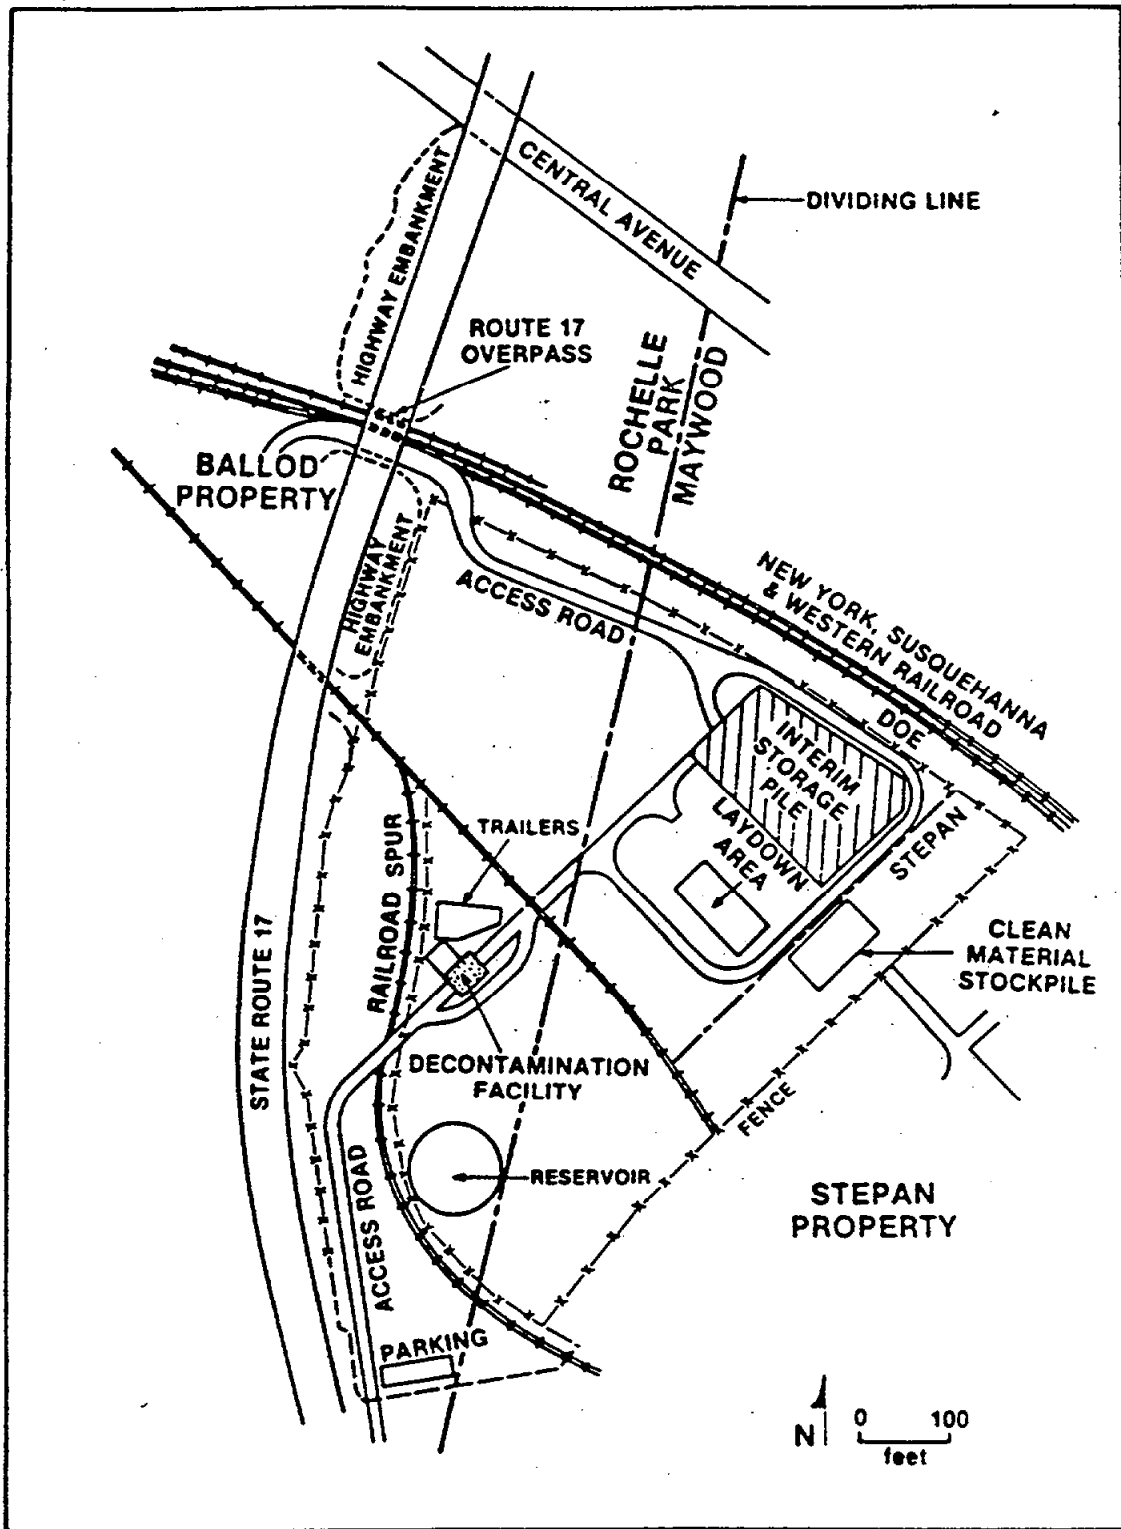 CENTRAL AVENUE
DIVIDING LINE
HIGHWAY EMBANKMENT
ROUTE 17
OVERPASS
ROCHELLE
PARK
MAYWOOD
BALLOD
PROPERTY
HIGHWAY
EMBANKMENT
ACCESS ROAD
NEW YORK, SUSQUEHANNA
& WESTERN RAILROAD
DOE
INTERIM
STORAGE
PILE
LAYDOWN
AREA
STEPAN
TRAILERS
RAILROAD SPUR
CLEAN
MATERIAL
STOCKPILE
STATE ROUTE 17
DECONTAMINATION
FACILITY
FENCE
ACCESS ROAD
RESERVOIR
STEPAN
PROPERTY
PARKING
N
0 100
feet